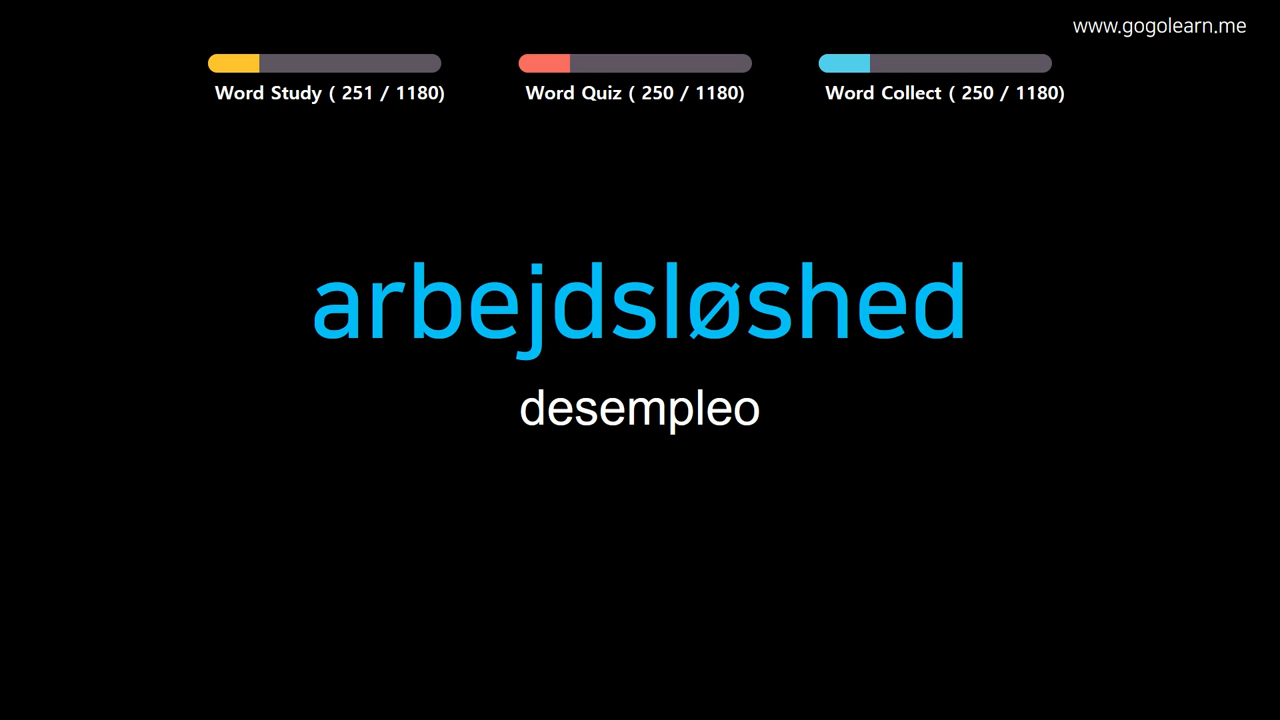 www.gogolearn.me
Word Study ( 251 / 1180)
Word Quiz ( 250 / 1180)
Word Collect ( 250 / 1180)
arbejdsløshed
desempleo